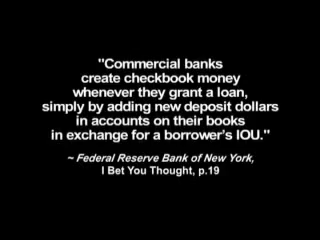 "Commercial banks
create checkbook money
whenever they grant a loan,
simply by adding new deposit dollars
in accounts on their books
in exchange for a borrower's IOU."
~ Federal Reserve Bank of New York,
I Bet You Thought, p.19